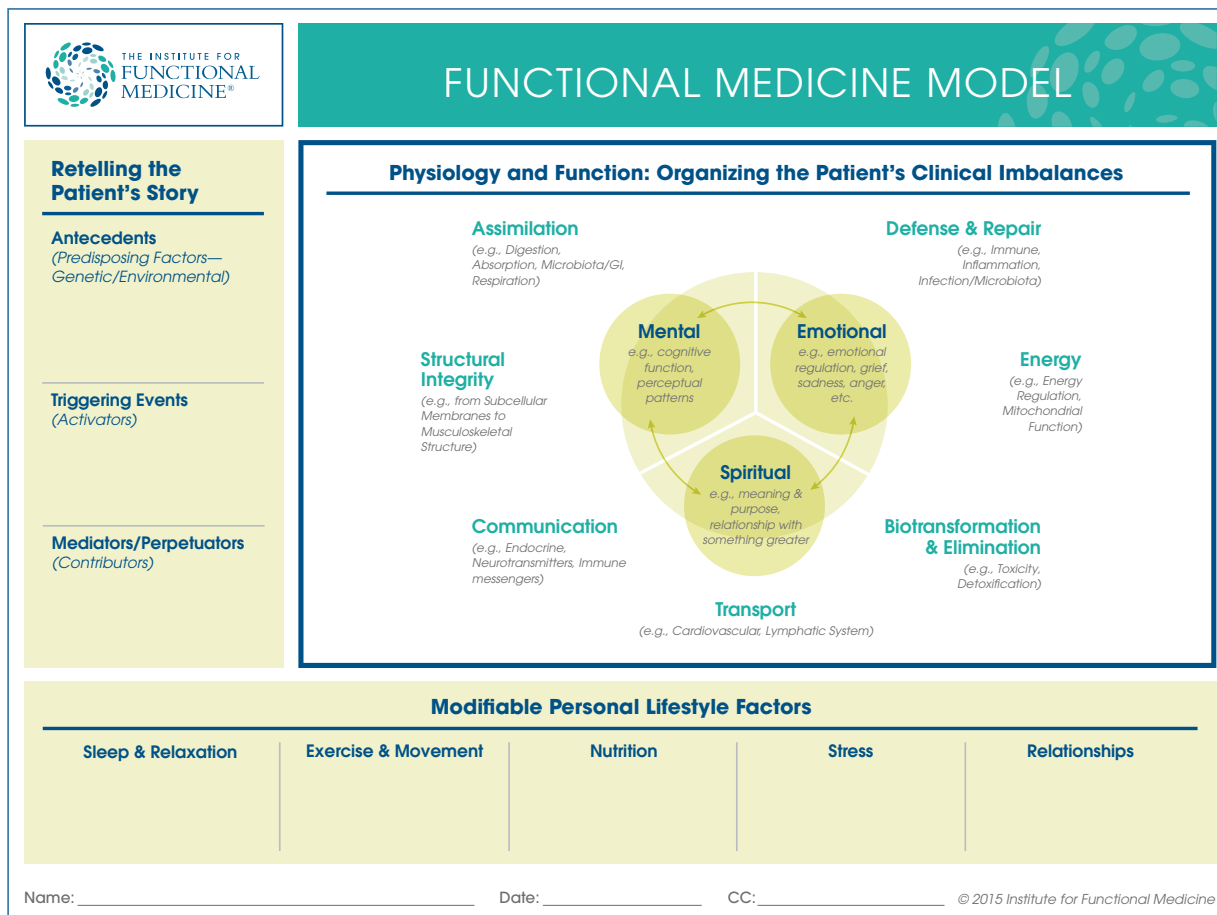 THE INSTITUTE FOR
FUNCTIONAL
MEDICINE®
FUNCTIONAL MEDICINE MODEL
Retelling the
Patient's Story
Antecedents
(Predisposing Factors—
Genetic/Environmental)
Triggering Events
(Activators)
Mediators/Perpetuators
(Contributors)
Physiology and Function: Organizing the Patient's Clinical Imbalances
Assimilation
(e.g., Digestion,
Absorption, Microbiota/GI,
Respiration)
Defense & Repair
(e.g., Immune,
Inflammation,
Infection/Microbiota)
Mental
e.g., cognitive
function,
perceptual
patterns
Emotional
e.g., emotional
regulation, grief,
sadness, anger,
etc.
Structural
Integrity
(e.g., from Subcellular
Membranes to
Musculoskeletal
Structure)
Energy
(e.g., Energy
Regulation,
Mitochondrial
Function)
Spiritual
e.g., meaning &
purpose,
relationship with
something greater
Communication
(e.g., Endocrine,
Neurotransmitters, Immune
messengers)
Biotransformation
& Elimination
(e.g., Toxicity,
Detoxification)
Transport
(e.g., Cardiovascular, Lymphatic System)
Modifiable Personal Lifestyle Factors
Sleep & Relaxation
Exercise & Movement
Nutrition
Stress
Relationships
Name:
Date:
CC:
© 2015 Institute for Functional Medicine